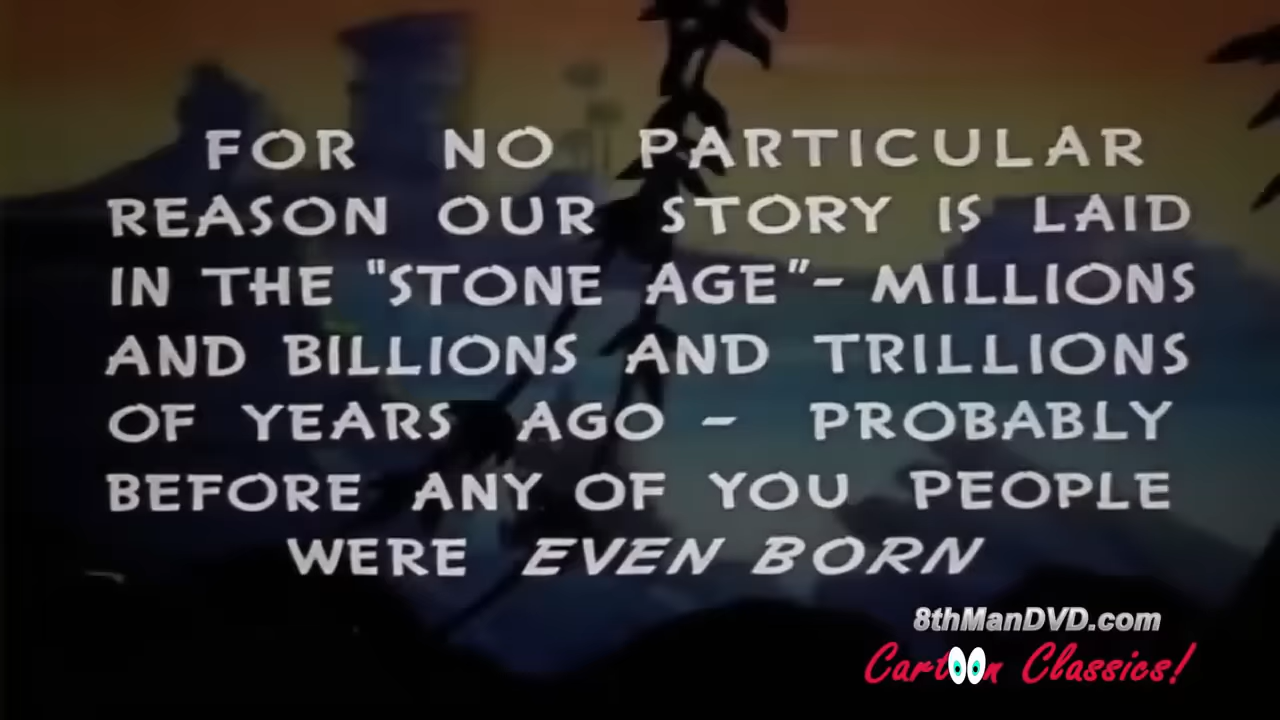 FOR NO PARTICULAR
REASON OUR STORY IS LAID
IN THE "STONE AGE"- MILLIONS
AND BILLIONS AND TRILLIONS
OF YEARS AGO - PROBABLY
BEFORE ANY OF YOU PEOPLE
WERE EVEN BORN
8thManDVD.com
Cartoon Classics!